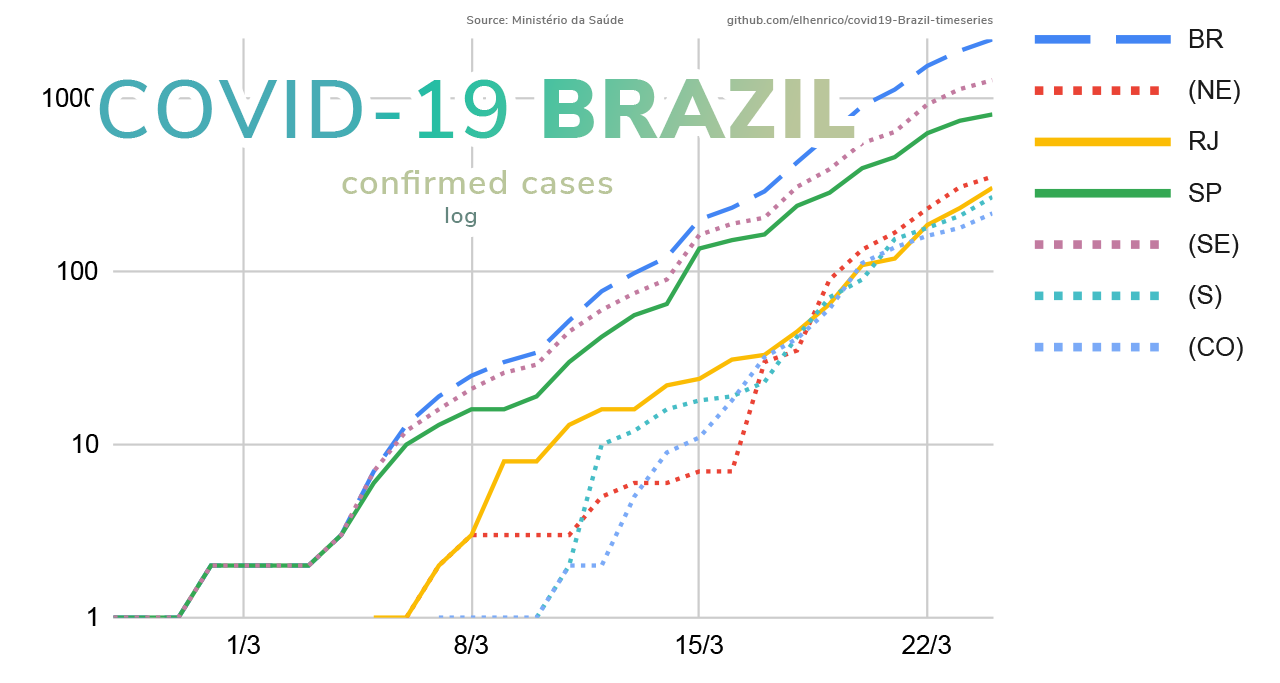 Source: Ministério da Saúde
github.com/elhenrico/covid19-Brazil-timeseries
COVID-19 BRAZIL
confirmed cases
log
1000
100
10
1
1/3
8/3
15/3
22/3
BR
(NE)
RJ
SP
(SE)
(S)
(CO)